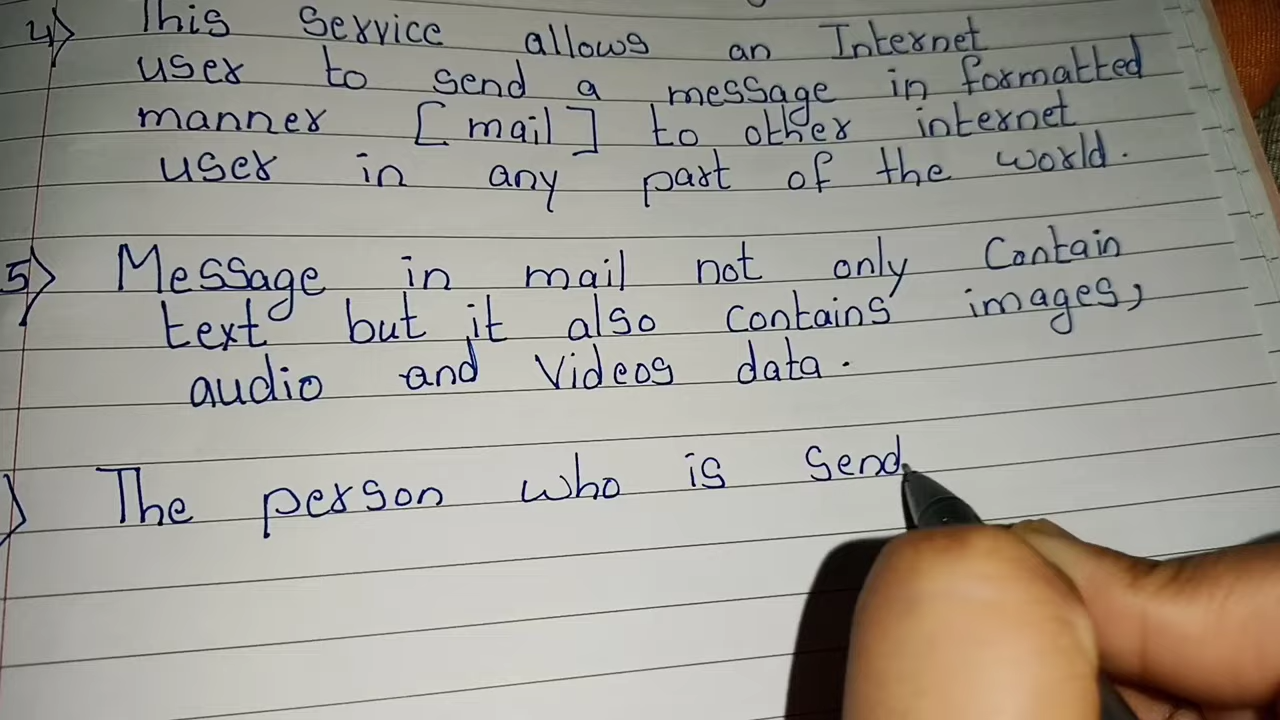 4) This Service allows an Internet
user to send a message in formatted
manner [mail] to other internet
user in any part of the world.
5) Message in mail not only Contain
text but it also contains images,
audio and Videos data.
) The person who is Send